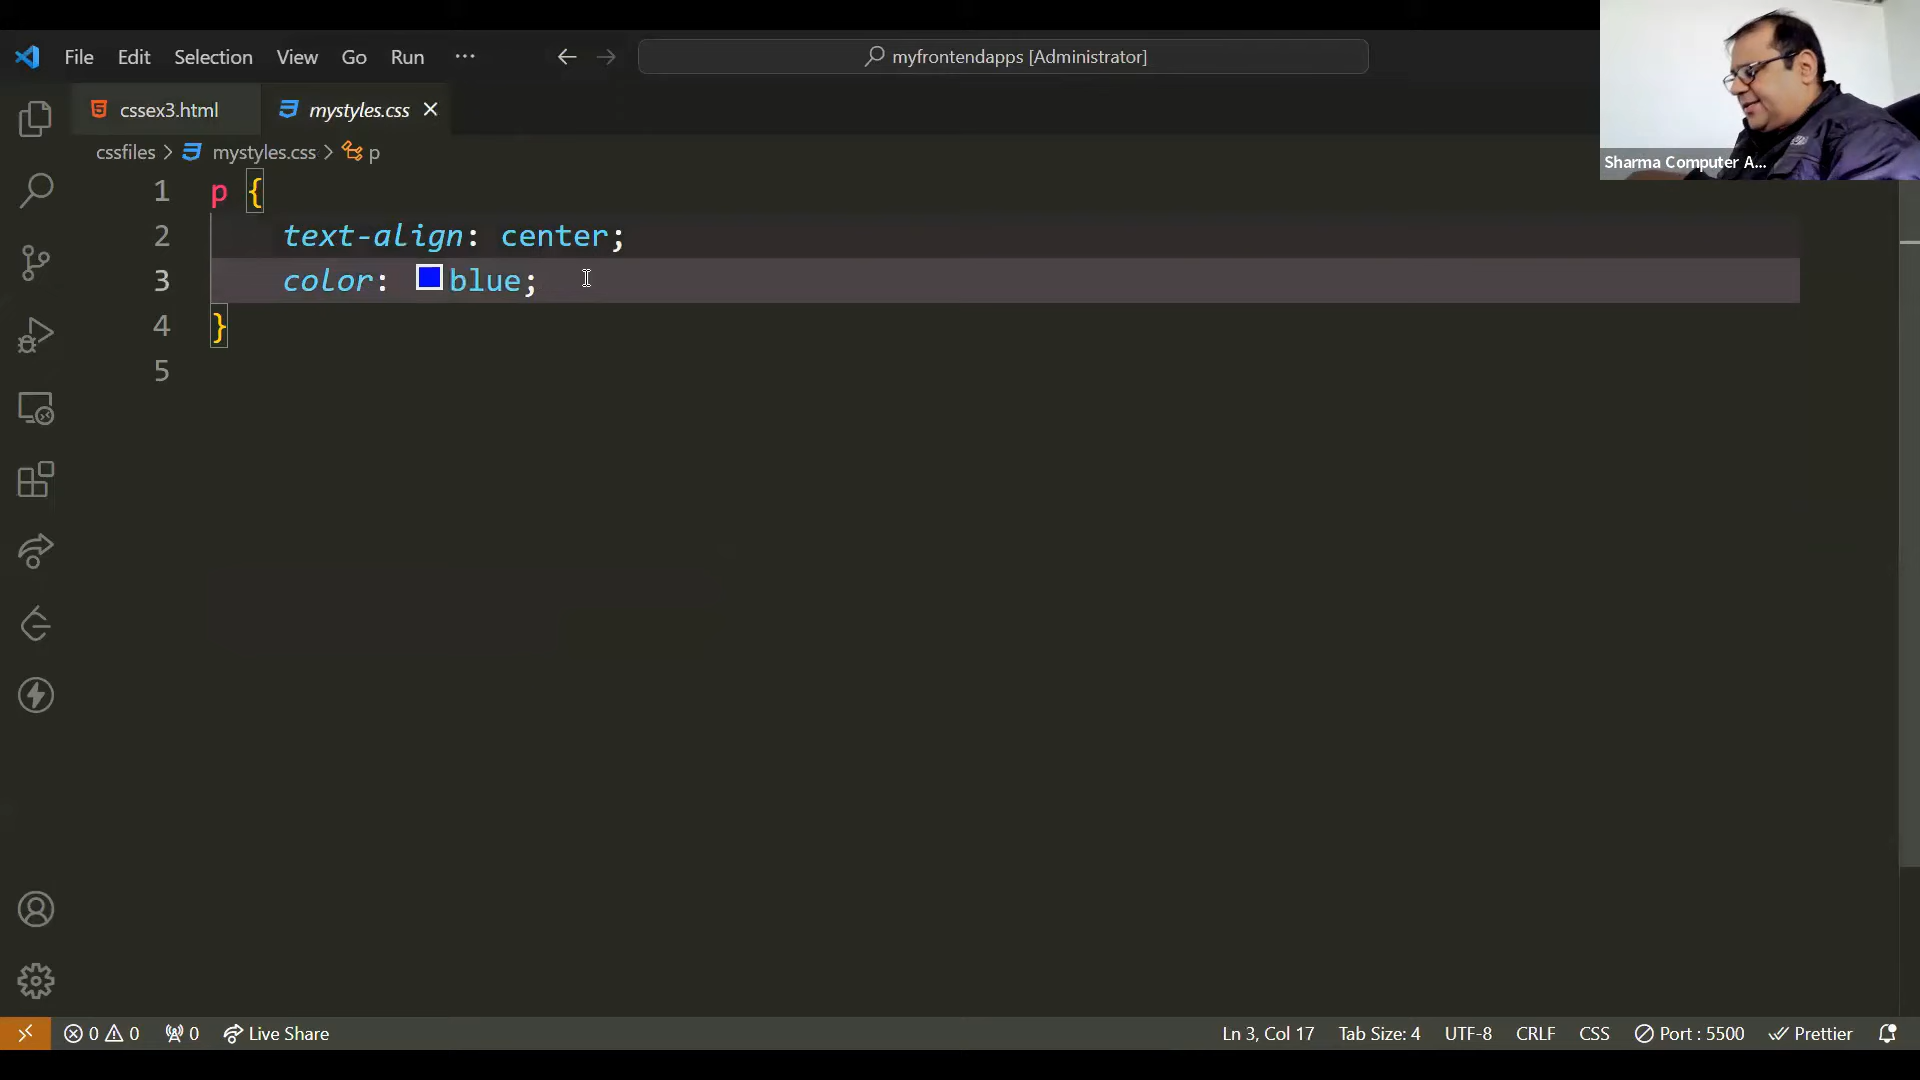 File Edit Selection View Go Run ··· myfrontendapps [Administrator]
cssex3.html mystyles.css
cssfiles > mystyles.css > p
Sharma Computer A...
1 p {
2 text-align: center;
3 color: blue;
4 }
5
0 0 0 Live Share Ln 3, Col 17 Tab Size: 4 UTF-8 CRLF CSS Port : 5500 Prettier